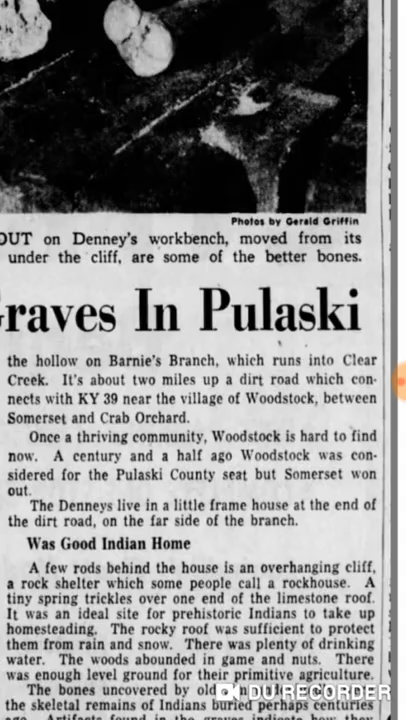 Photos by Gerald Griffin
OUT on Denney's workbench, moved from its
under the cliff, are some of the better bones.
raves In Pulaski
the hollow on Barnie's Branch, which runs into Clear
Creek. It's about two miles up a dirt road which con-
nects with KY 39 near the village of Woodstock, between
Somerset and Crab Orchard.
Once a thriving community, Woodstock is hard to find
now. A century and a half ago Woodstock was con-
sidered for the Pulaski County seat but Somerset won
out.
The Denneys live in a little frame house at the end of
the dirt road, on the far side of the branch.
Was Good Indian Home
A few rods behind the house is an overhanging cliff,
a rock shelter which some people call a rockhouse. A
tiny spring trickles over one end of the limestone roof.
It was an ideal site for prehistoric Indians to take up
homesteading. The rocky roof was sufficient to protect
them from rain and snow. There was plenty of drinking
water. The woods abounded in game and nuts. There
was enough level ground for their primitive agriculture.
The bones uncovered by old
DU RECORDER
the skeletal remains of Indians buried perhaps centuries
ago. Artifacts found in the graves indicate how they